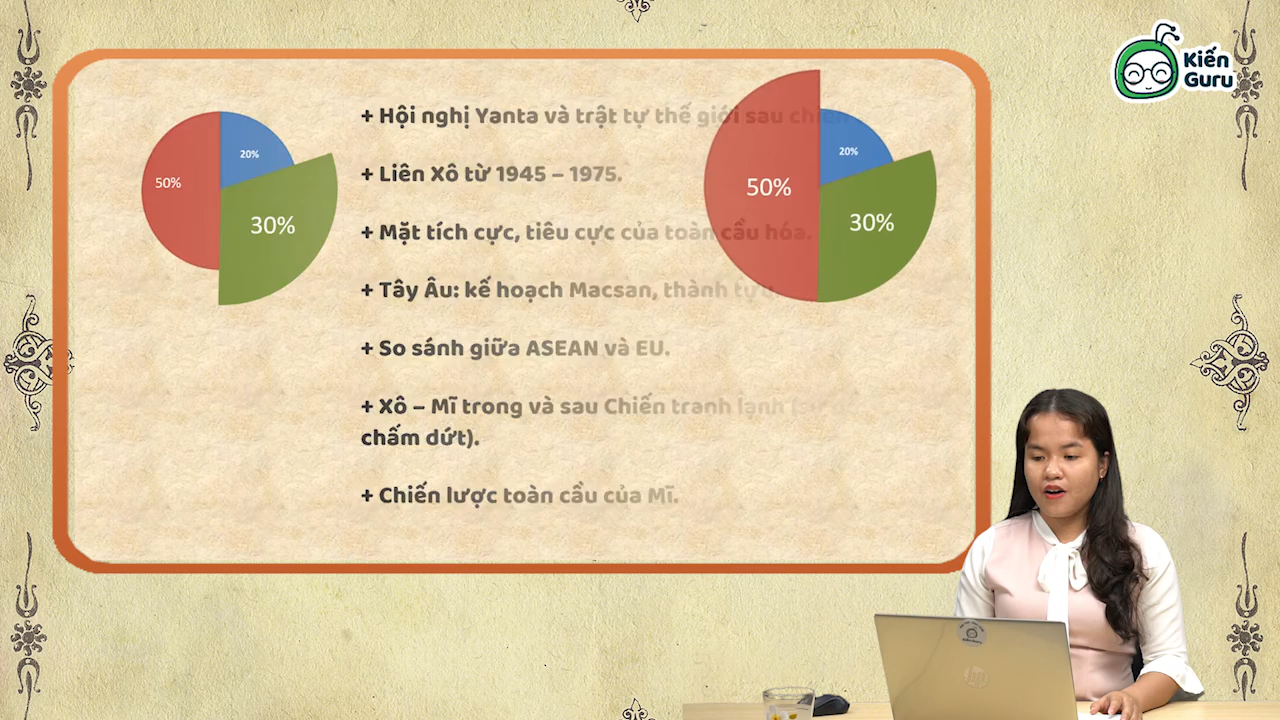 Kiến
Guru
+ Hội nghị Yanta và trật tự thế giới sau chiến
20%
50%
30%
20%
50%
30%
+ Liên Xô từ 1945 – 1975.
+ Mặt tích cực, tiêu cực của toàn cầu hóa.
+ Tây Âu: kế hoạch Macsan, thành tựu.
+ So sánh giữa ASEAN và EU.
+ Xô – Mĩ trong và sau Chiến tranh lạnh
chấm dứt).
+ Chiến lược toàn cầu của Mĩ.